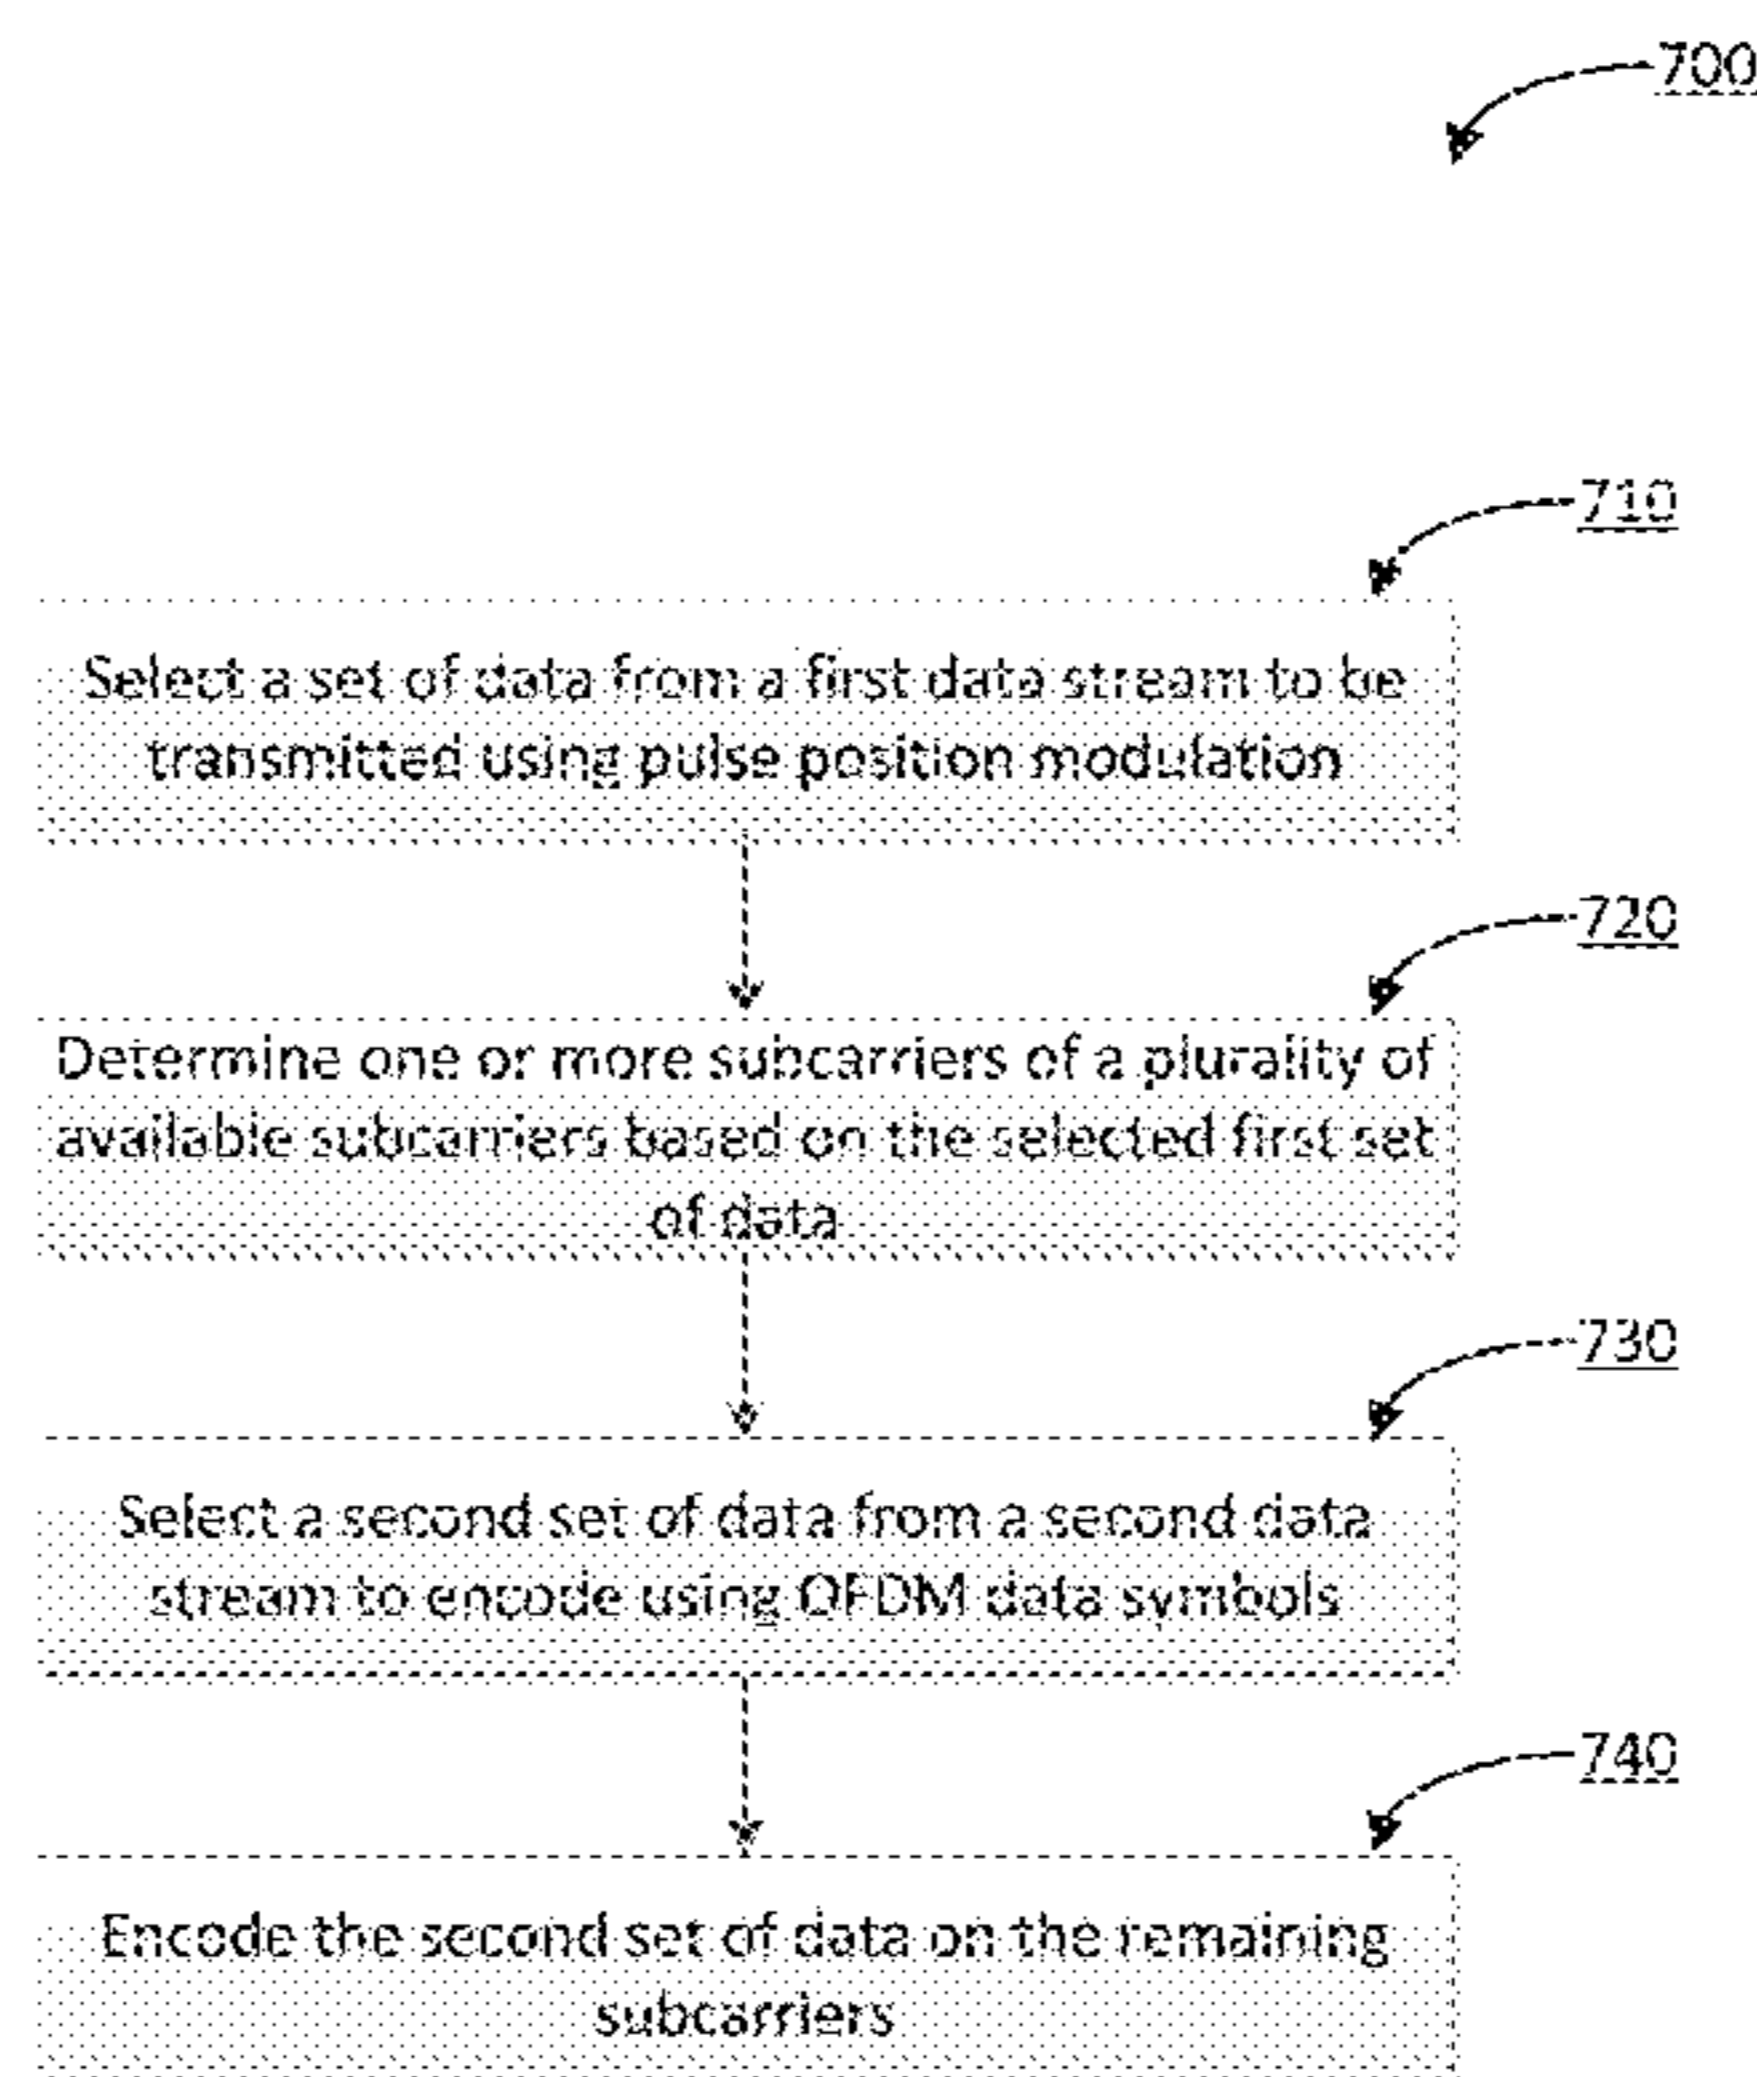 700
710
Select a set of data from a first data stream to be
transmitted using pulse position modulation
720
Determine one or more subcarriers of a plurality of
available subcarriers based on the selected first set
of data
730
Select a second set of data from a second data
stream to encode using OFDM data symbols
740
Encode the second set of data on the remaining
subcarriers